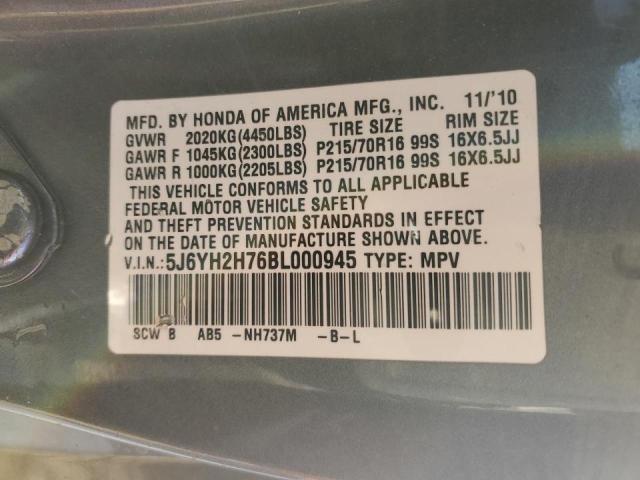 MFD. BY HONDA OF AMERICA MFG., INC. 11/'10
GVWR 2020KG(4450LBS) TIRE SIZE RIM SIZE
GAWR F 1045KG(2300LBS) P215/70R16 99S 16X6.5JJ
GAWR R 1000KG(2205LBS) P215/70R16 99S 16X6.5JJ
THIS VEHICLE CONFORMS TO ALL APPLICABLE
FEDERAL MOTOR VEHICLE SAFETY
AND THEFT PREVENTION STANDARDS IN EFFECT
ON THE DATE OF MANUFACTURE SHOWN ABOVE.
V.I.N.: 5J6YH2H76BL000945 TYPE: MPV
SCW B AB5 -NH737M -B-L